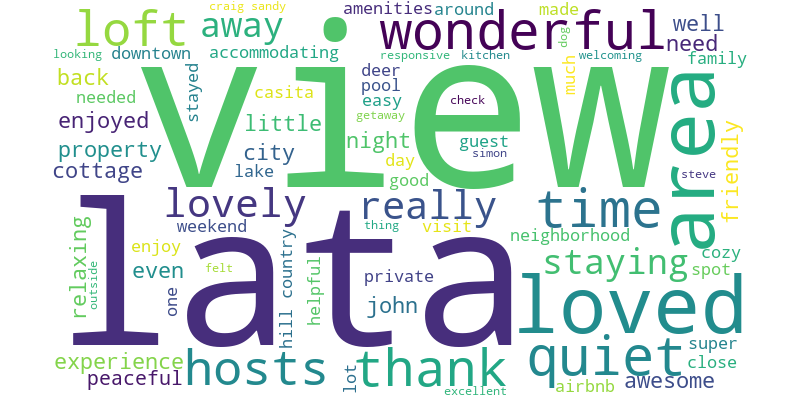 craig sandy
amenities
around
made
loft
away
wonderful
well
need
dog
looking
downtown
accommodating
responsive
kitchen
welcoming
family
back
stayed
deer
pool
much
needed
casita
easy
check
view
enjoyed
little
getaway
night
guest
area
friendly
property
city
simon
day
cottage
lake
good
steve
lovely
really
time
relaxing
weekend
thing
visit
neighborhood
lata
enjoy
hill country
staying
cozy
outside
even
felt
helpful
private
spot
one
john
loved
experience
hosts
thank
quiet
super
close
peaceful
lot
excellent
airbnb
awesome